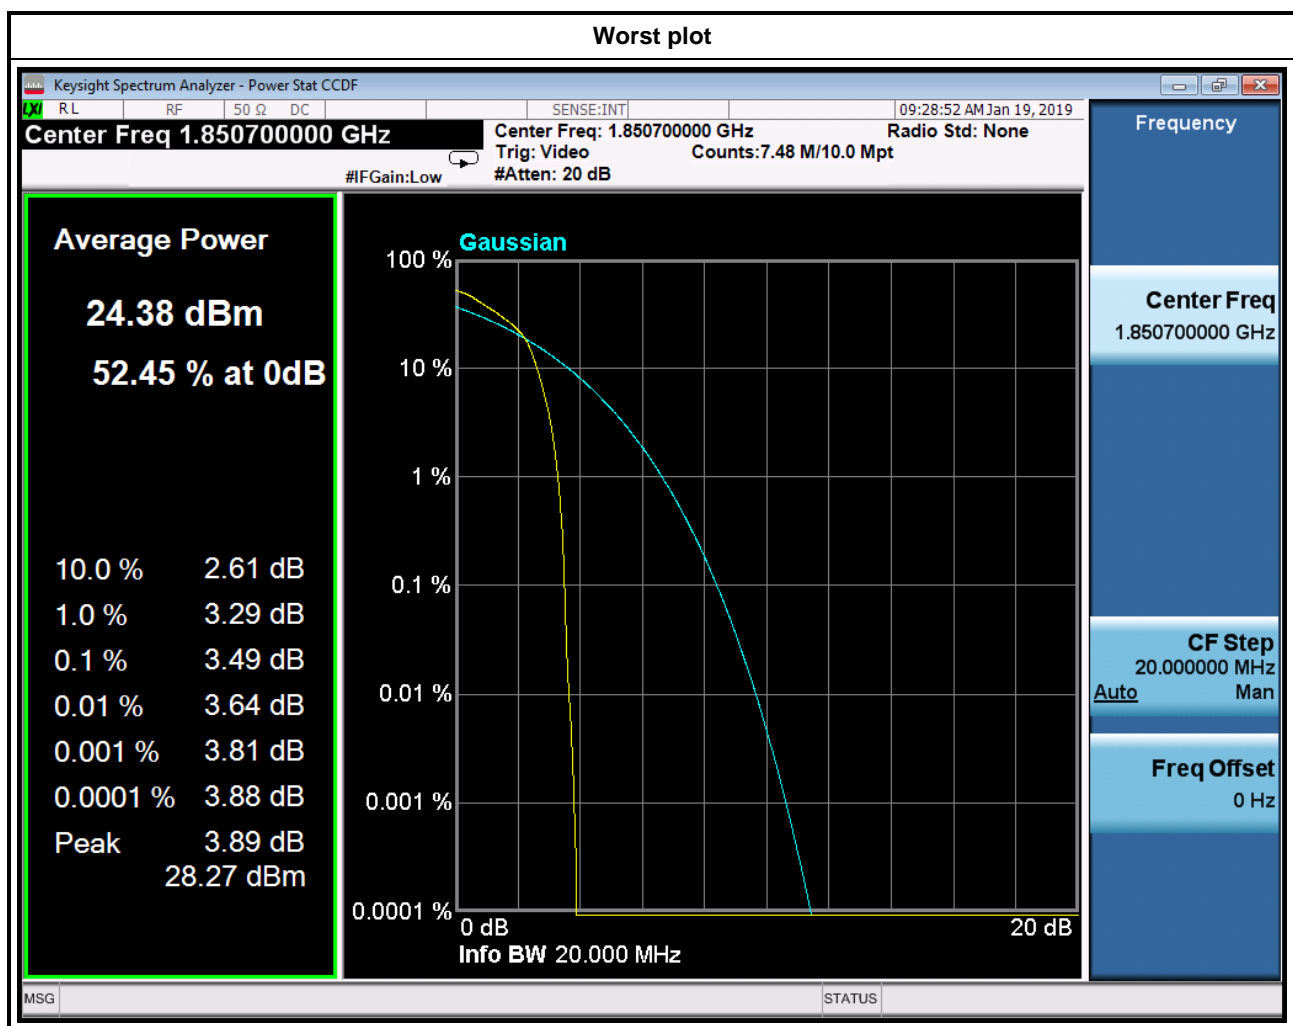 Worst plot
Keysight Spectrum Analyzer - Power Stat CCDF
LXI RL RF 50 Ω DC SENSE:INT 09:28:52 AM Jan 19, 2019
Center Freq 1.850700000 GHz
Center Freq: 1.850700000 GHz Radio Std: None
Trig: Video Counts:7.48 M/10.0 Mpt
#IFGain:Low #Atten: 20 dB
Frequency
Average Power
24.38 dBm
52.45 % at 0dB
10.0 % 2.61 dB
1.0 % 3.29 dB
0.1 % 3.49 dB
0.01 % 3.64 dB
0.001 % 3.81 dB
0.0001 % 3.88 dB
Peak 3.89 dB
28.27 dBm
Gaussian
100 %
10 %
1 %
0.1 %
0.01 %
0.001 %
0.0001 %
0 dB 20 dB
Info BW 20.000 MHz
Center Freq
1.850700000 GHz
CF Step
20.000000 MHz
Auto Man
Freq Offset
0 Hz
MSG STATUS